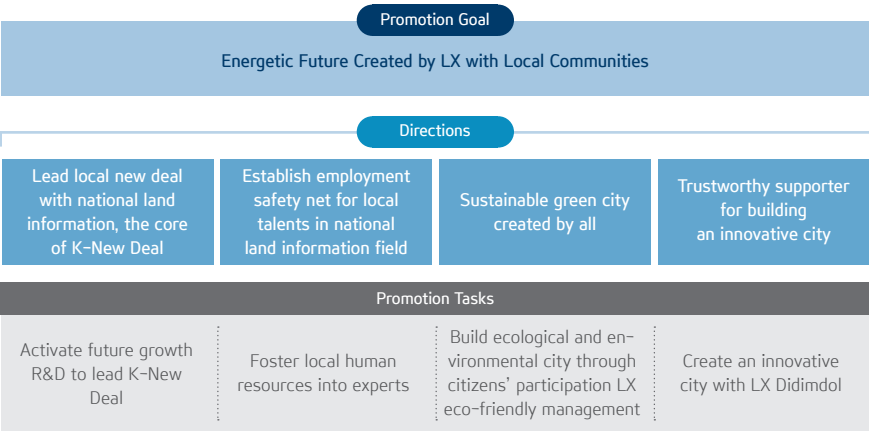 Promotion Goal
Energetic Future Created by LX with Local Communities
Directions
Lead local new deal
with national land
information, the core
of K-New Deal
Establish employment
safety net for local
talents in national
land information field
Sustainable green city
created by all
Trustworthy supporter
for building
an innovative city
Promotion Tasks
Activate future growth
R&D to lead K-New
Deal
Foster local human
resources into experts
Build ecological and en-
vironmental city through
citizens' participation LX
eco-friendly management
Create an innovative
city with LX Didimdol